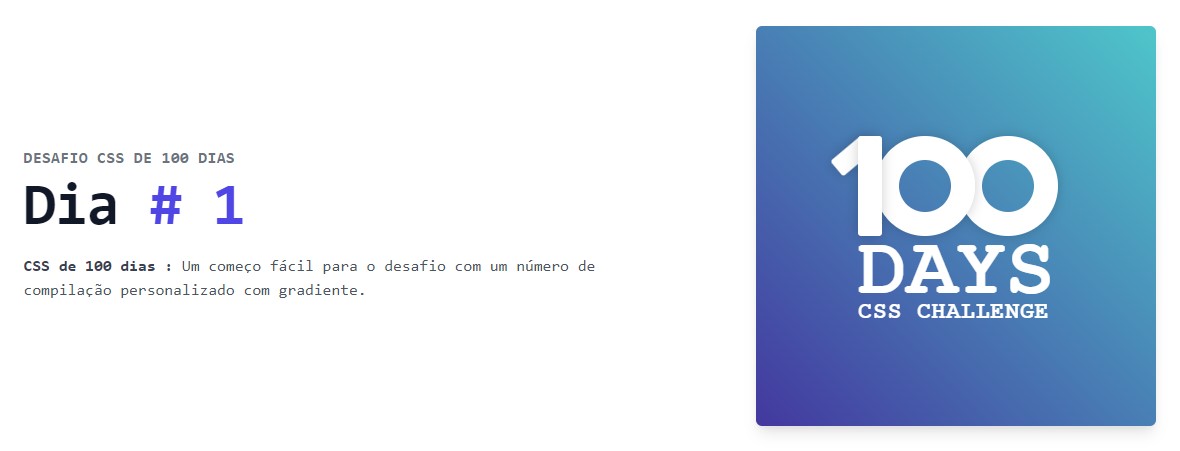 DESAFIO CSS DE 100 DIAS
Dia # 1
CSS de 100 dias : Um começo fácil para o desafio com um número de
compilação personalizado com gradiente.
100
DAYS
CSS CHALLENGE